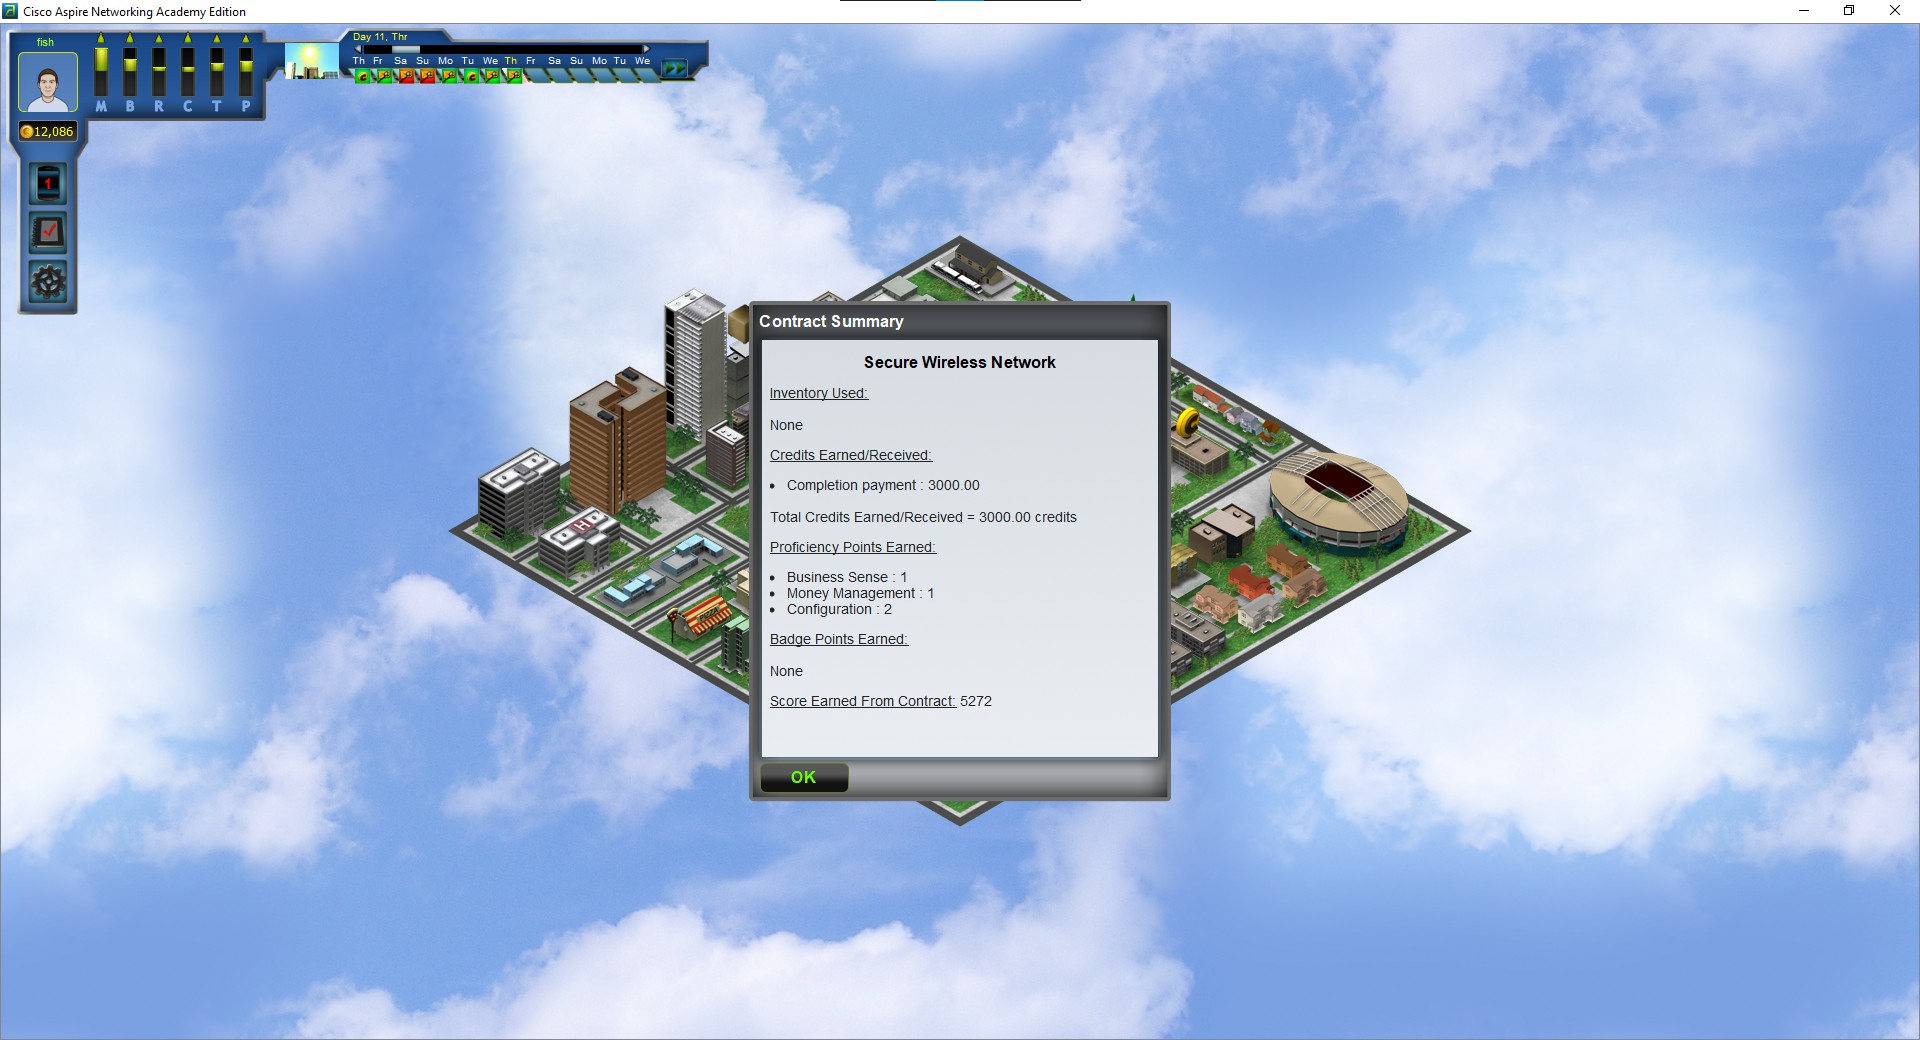 Cisco Aspire Networking Academy Edition
fish
M B R C T P
12,086
1
Day 11, Thr
Th Fr Sa Su Mo Tu We Th Fr Sa Su Mo Tu We
Contract Summary
Secure Wireless Network
Inventory Used:
None
Credits Earned/Received:
• Completion payment : 3000.00
Total Credits Earned/Received = 3000.00 credits
Proficiency Points Earned:
• Business Sense : 1
• Money Management : 1
• Configuration : 2
Badge Points Earned:
None
Score Earned From Contract: 5272
OK
H
PIZZA